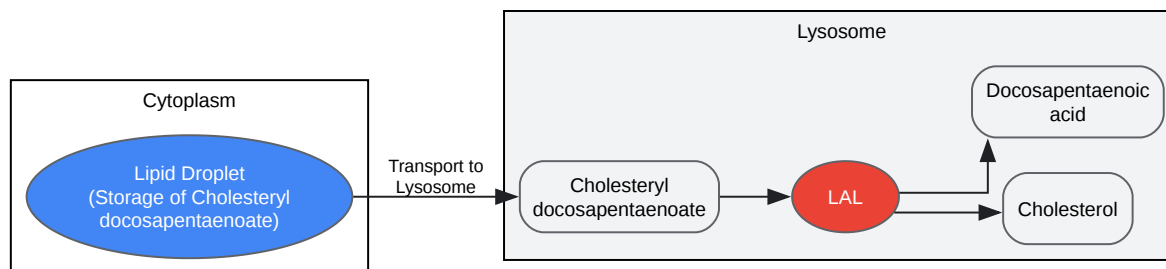 Lysosome
Cytoplasm
Lipid Droplet
(Storage of Cholesteryl
docosapentaenoate)
Transport to
Lysosome
Cholesteryl
docosapentaenoate
LAL
Docosapentaenoic
acid
Cholesterol